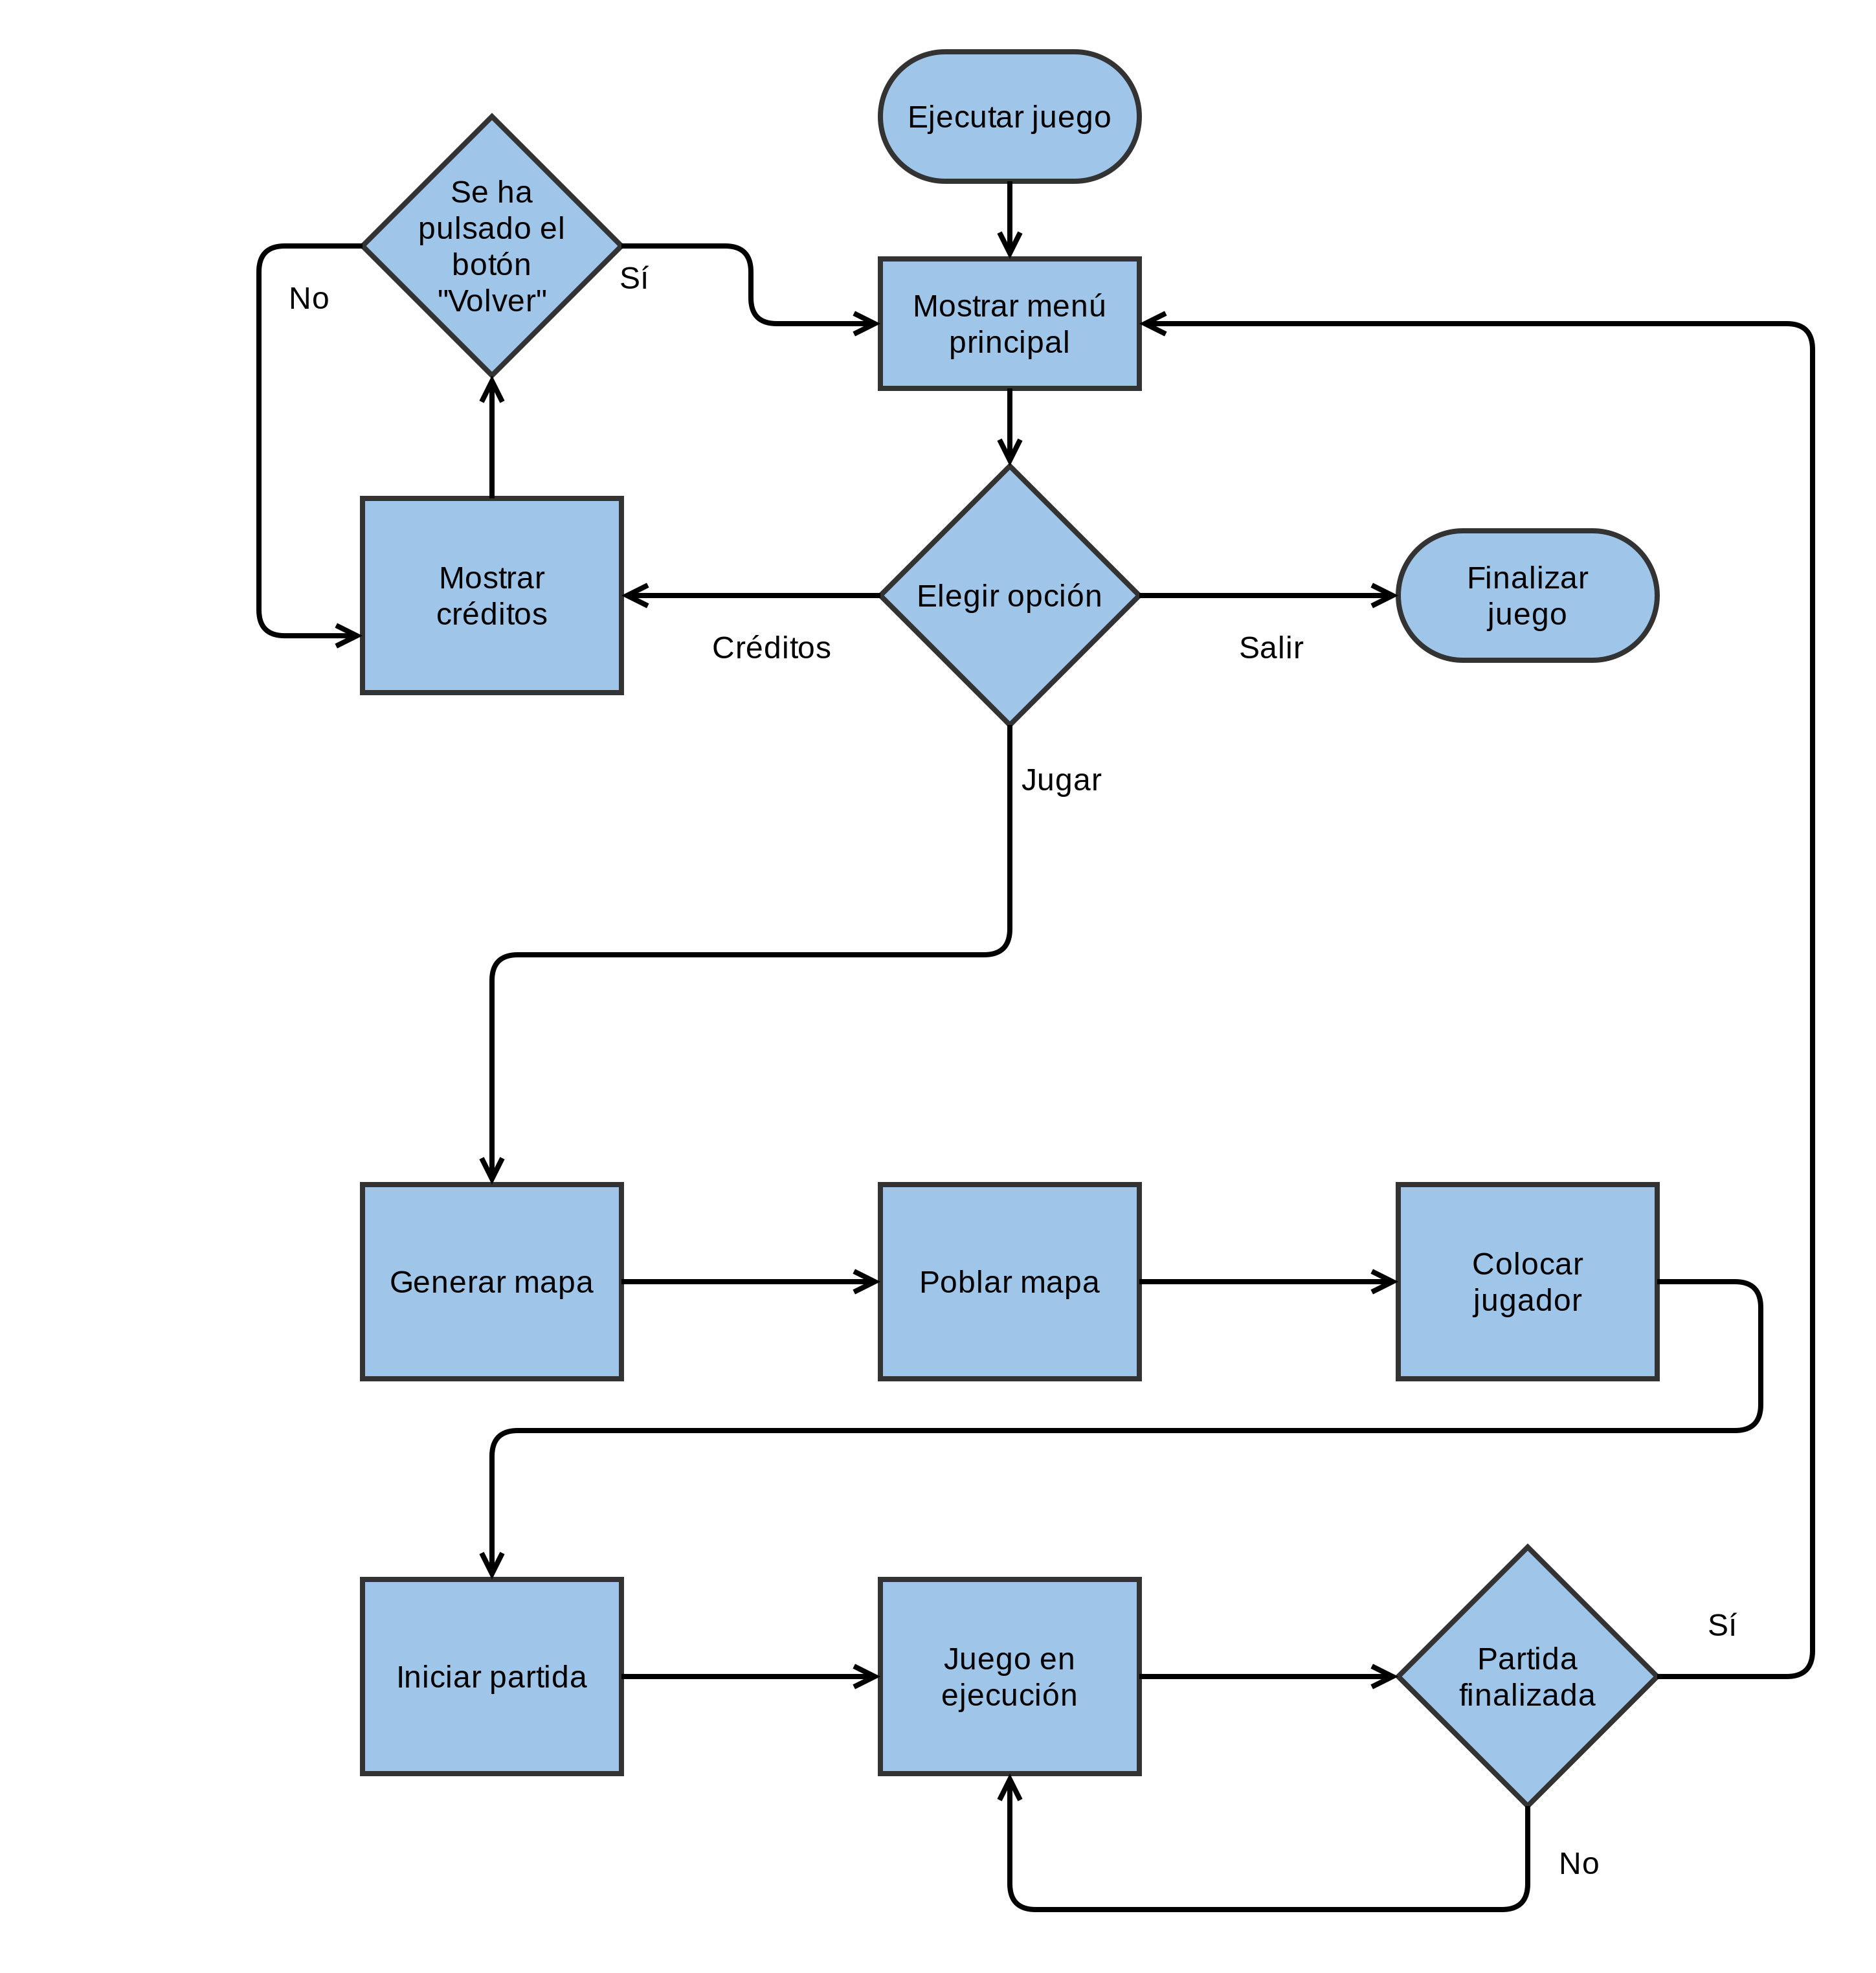 Ejecutar juego
Se ha
pulsado el
botón
"Volver"
No
Sí
Mostrar menú
principal
Mostrar
créditos
Créditos
Elegir opción
Salir
Finalizar
juego
Jugar
Generar mapa
Poblar mapa
Colocar
jugador
Iniciar partida
Juego en
ejecución
Partida
finalizada
Sí
No